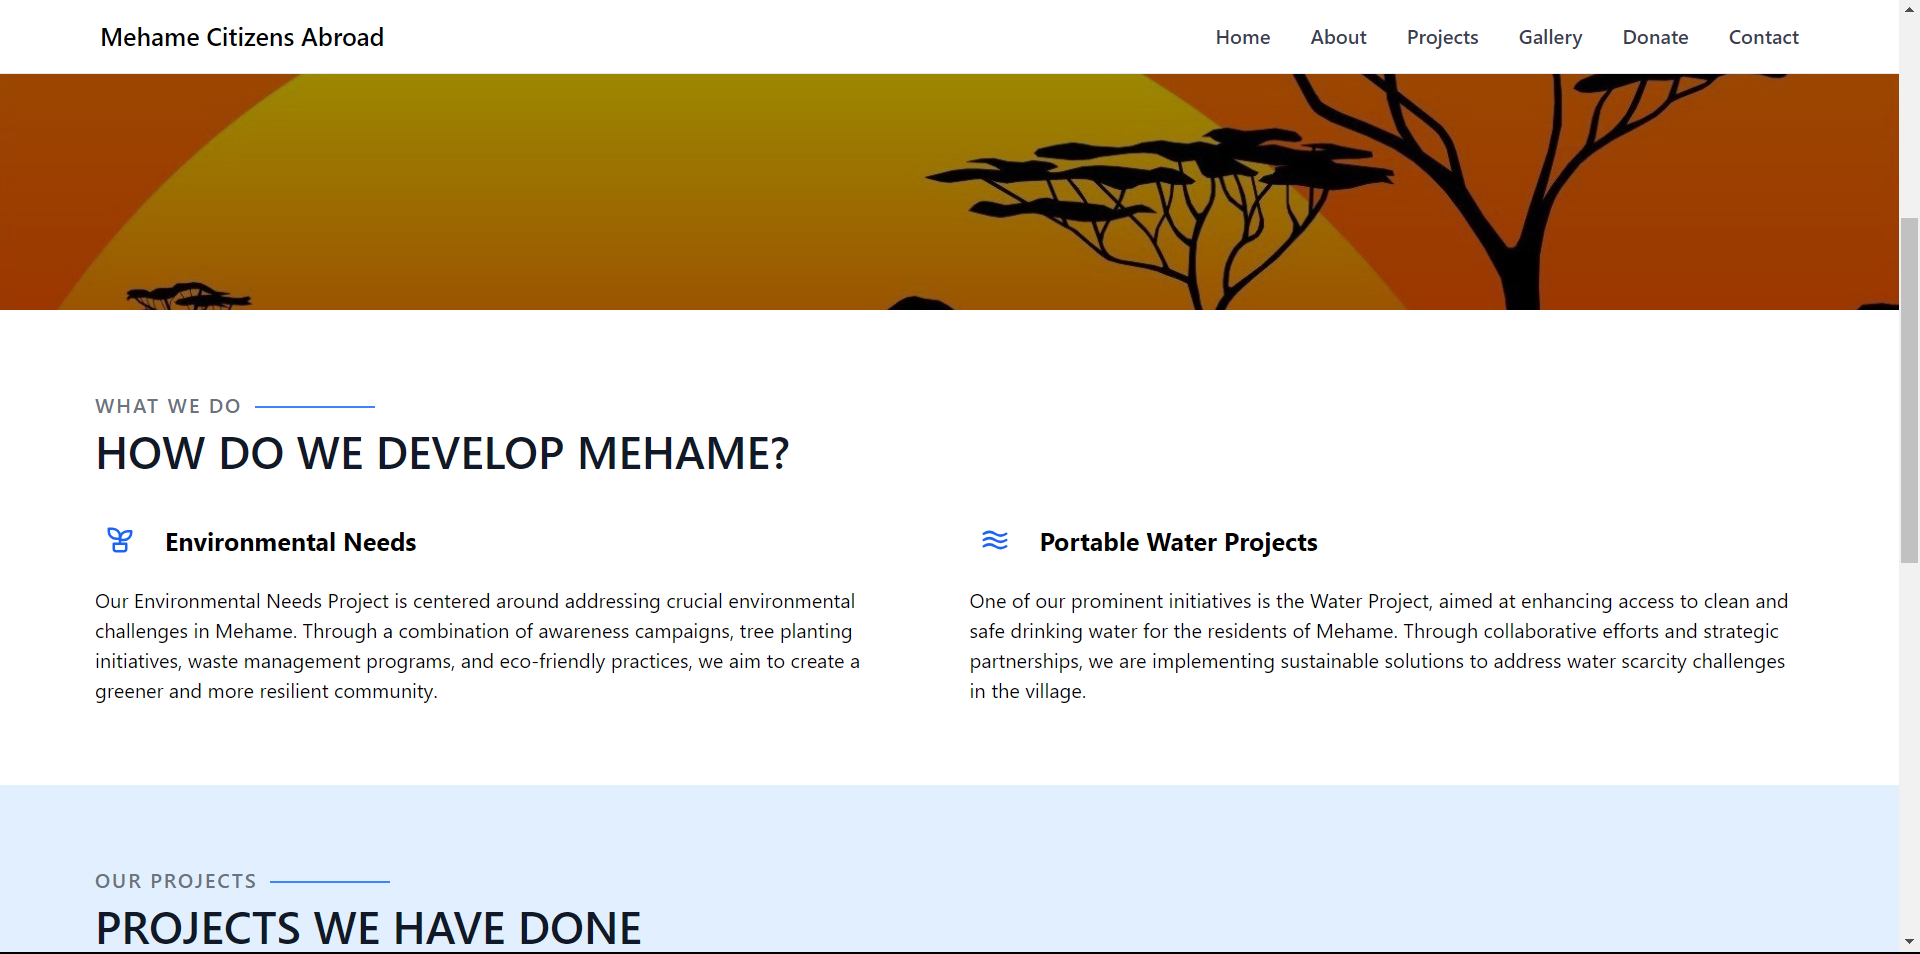 Mehame Citizens Abroad
Home About Projects Gallery Donate Contact
WHAT WE DO
HOW DO WE DEVELOP MEHAME?
Environmental Needs
Our Environmental Needs Project is centered around addressing crucial environmental
challenges in Mehame. Through a combination of awareness campaigns, tree planting
initiatives, waste management programs, and eco-friendly practices, we aim to create a
greener and more resilient community.
Portable Water Projects
One of our prominent initiatives is the Water Project, aimed at enhancing access to clean and
safe drinking water for the residents of Mehame. Through collaborative efforts and strategic
partnerships, we are implementing sustainable solutions to address water scarcity challenges
in the village.
OUR PROJECTS
PROJECTS WE HAVE DONE